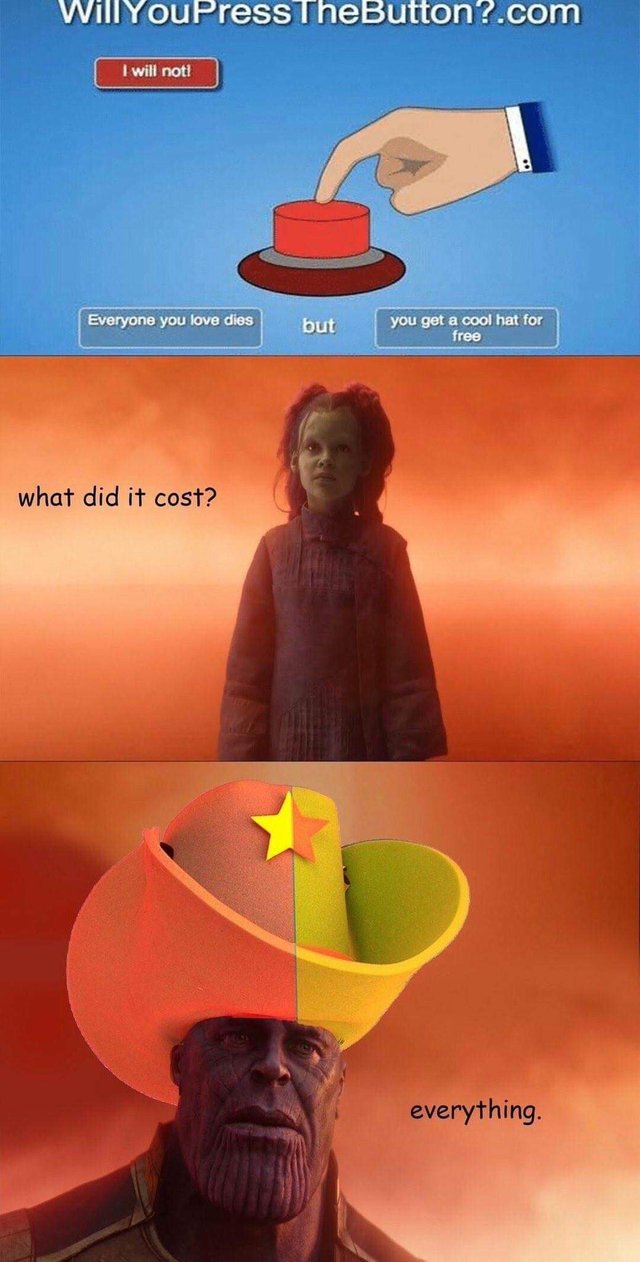 WillYouPressTheButton?.com
I will not!
Everyone you love dies
but
you get a cool hat for
free
what did it cost?
everything.